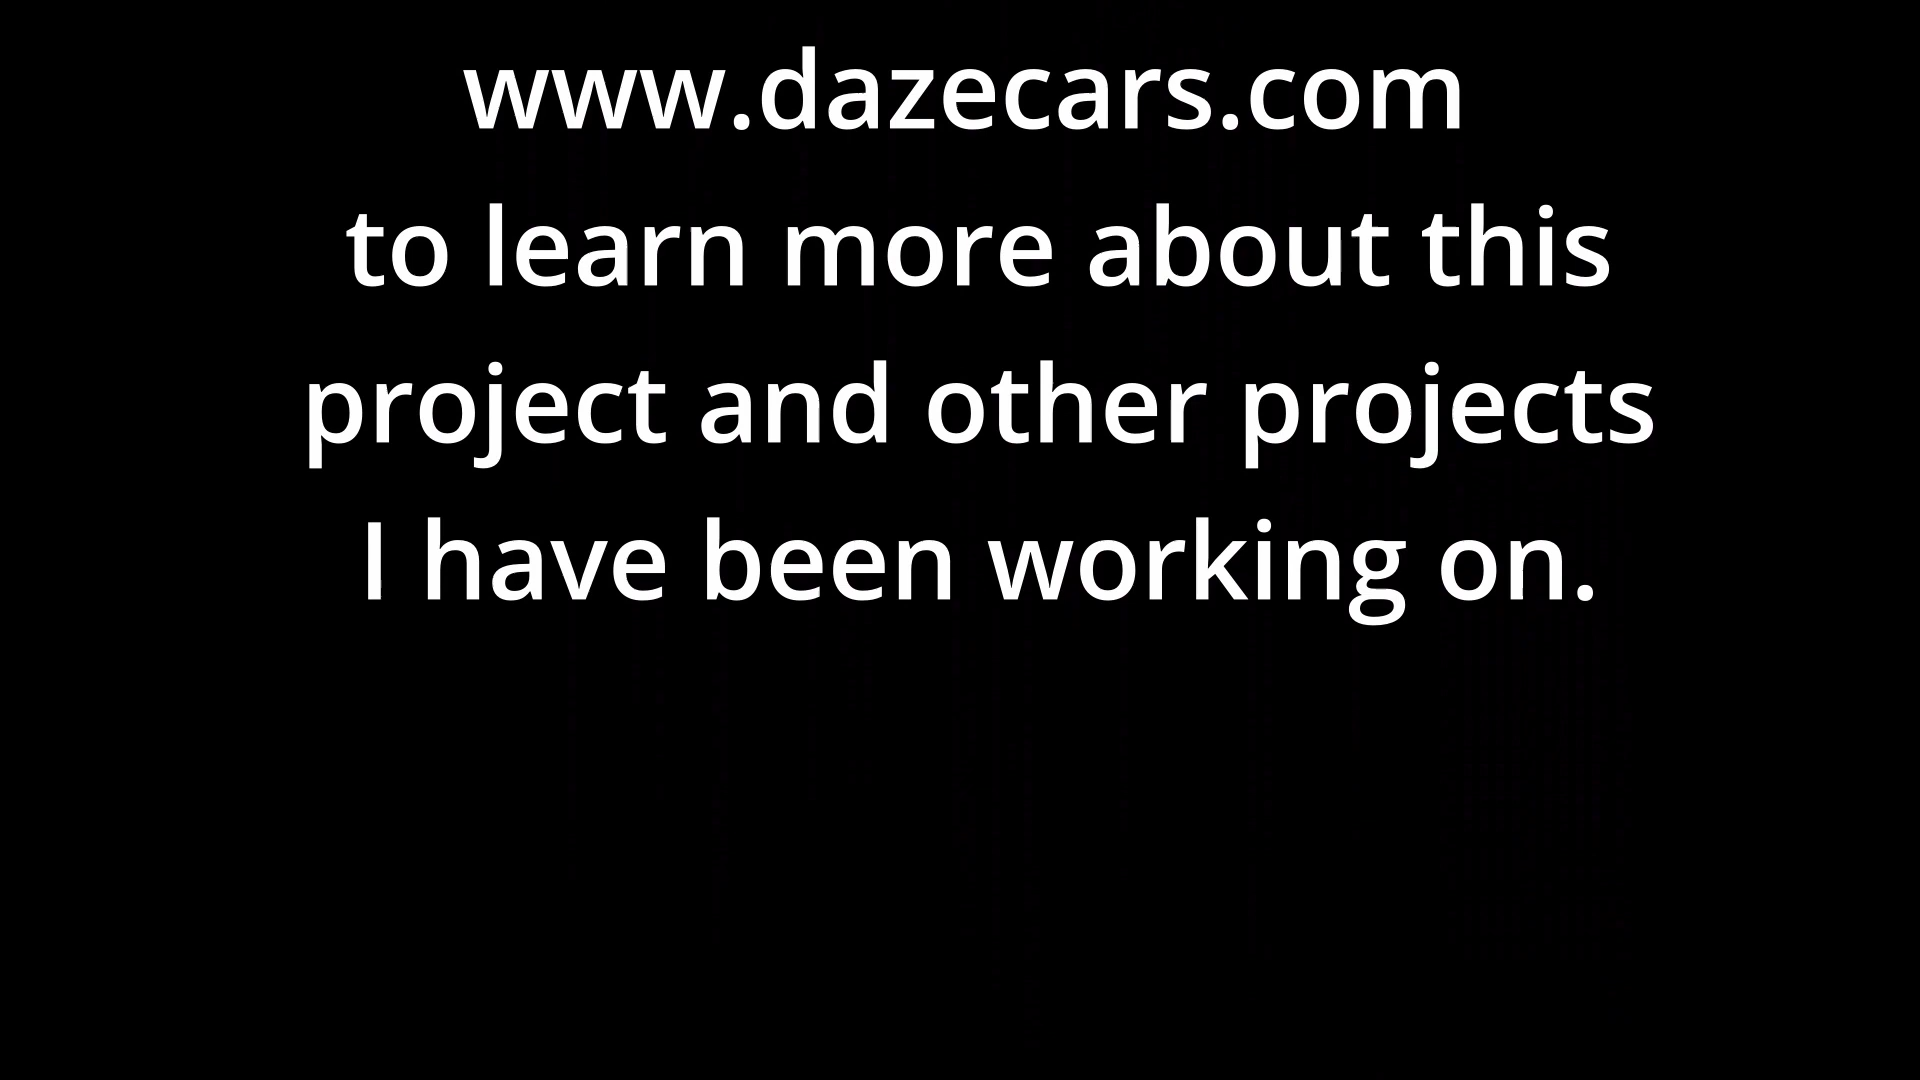 www.dazecars.com
to learn more about this
project and other projects
I have been working on.